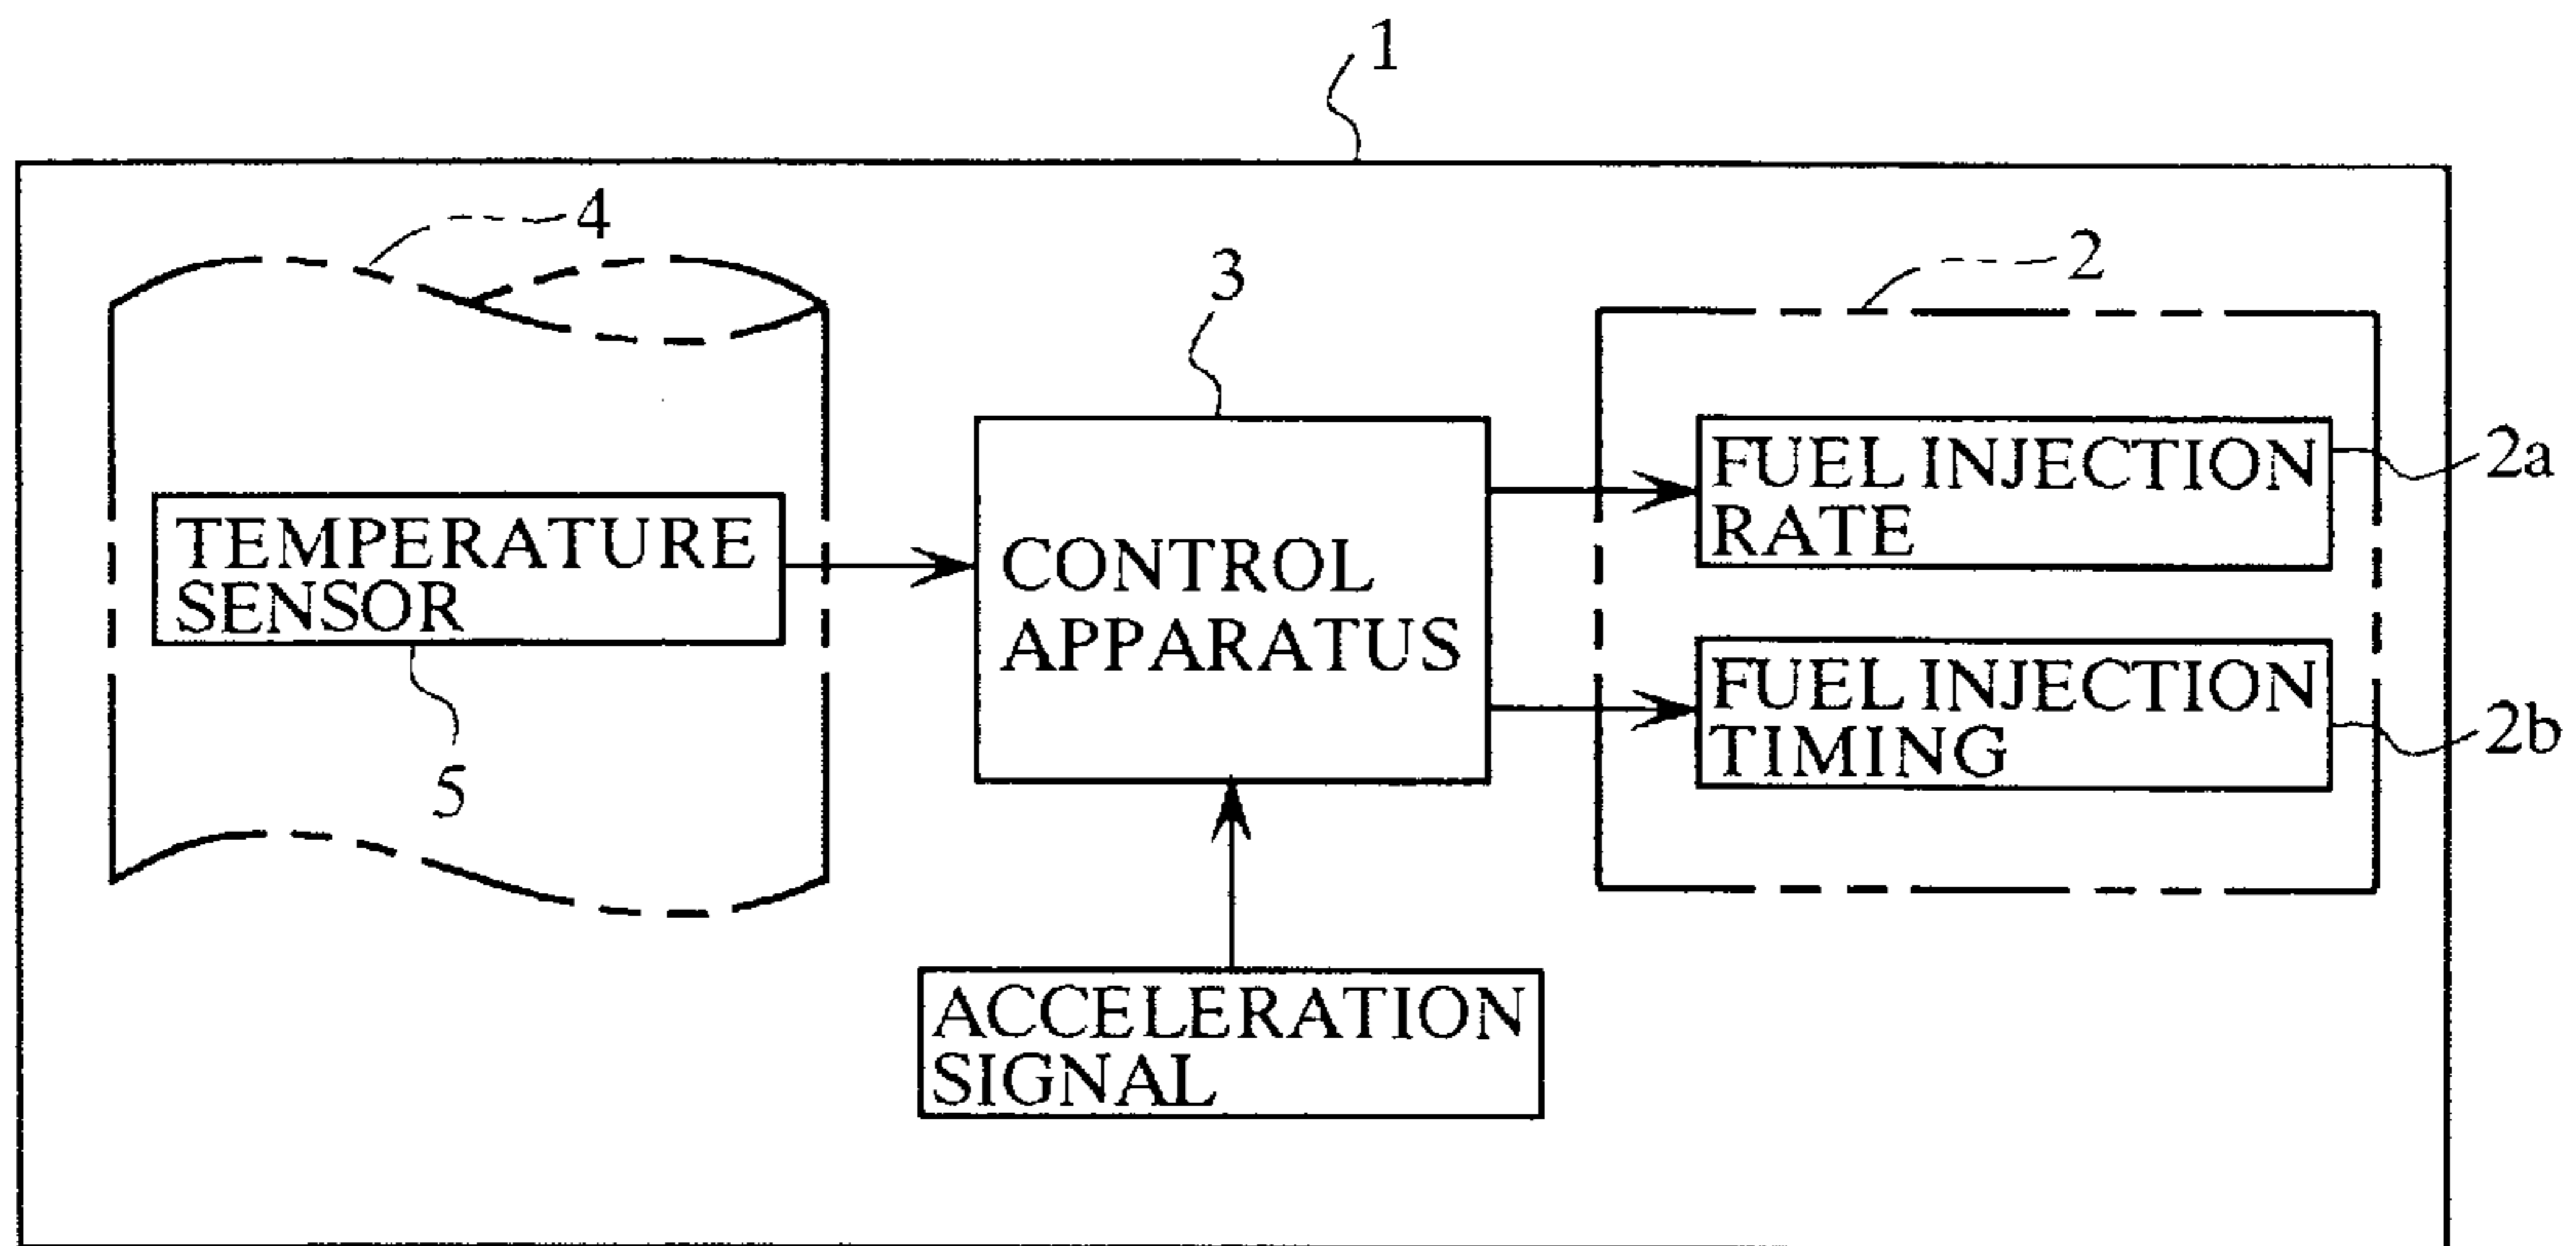 1
4
2
3
FUEL INJECTION
RATE
2a
TEMPERATURE
SENSOR
CONTROL
APPARATUS
FUEL INJECTION
TIMING
2b
5
ACCELERATION
SIGNAL